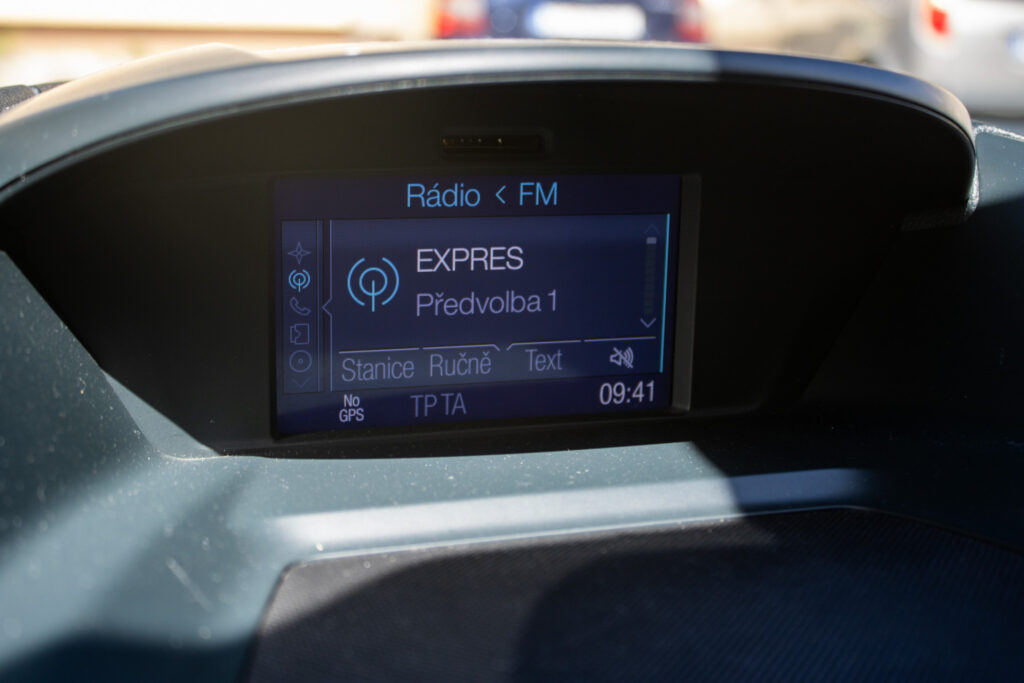 Rádio < FM
EXPRES
Předvolba 1
Stanice Ručně Text
No GPS TP TA 09:41